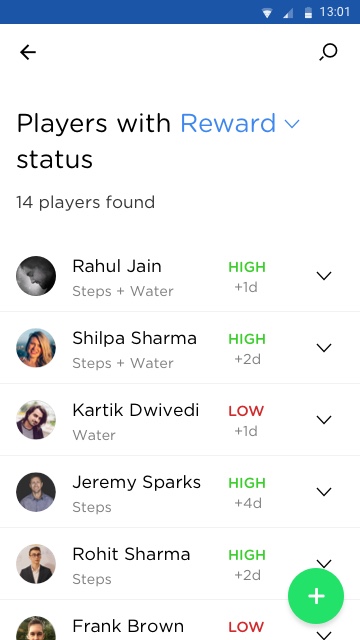 13:01
Players with Reward
status
14 players found
Rahul Jain HIGH
Steps + Water +1d
Shilpa Sharma HIGH
Steps + Water +2d
Kartik Dwivedi LOW
Water +1d
Jeremy Sparks HIGH
Steps +4d
Rohit Sharma HIGH
Steps +2d
Frank Brown LOW